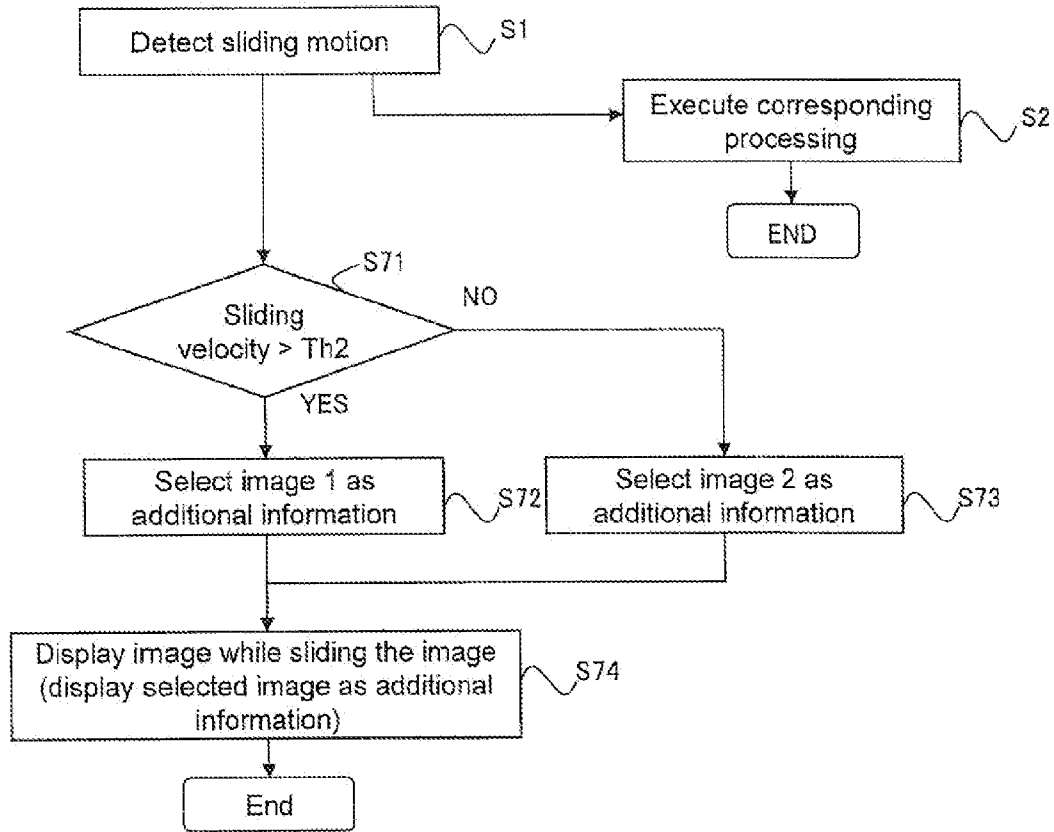 Detect sliding motion
S1
Execute corresponding
processing
S2
END
S71
Sliding
velocity > Th2
NO
YES
Select image 1 as
additional information
S72
Select image 2 as
additional information
S73
Display image while sliding the image
(display selected image as additional
information)
S74
End